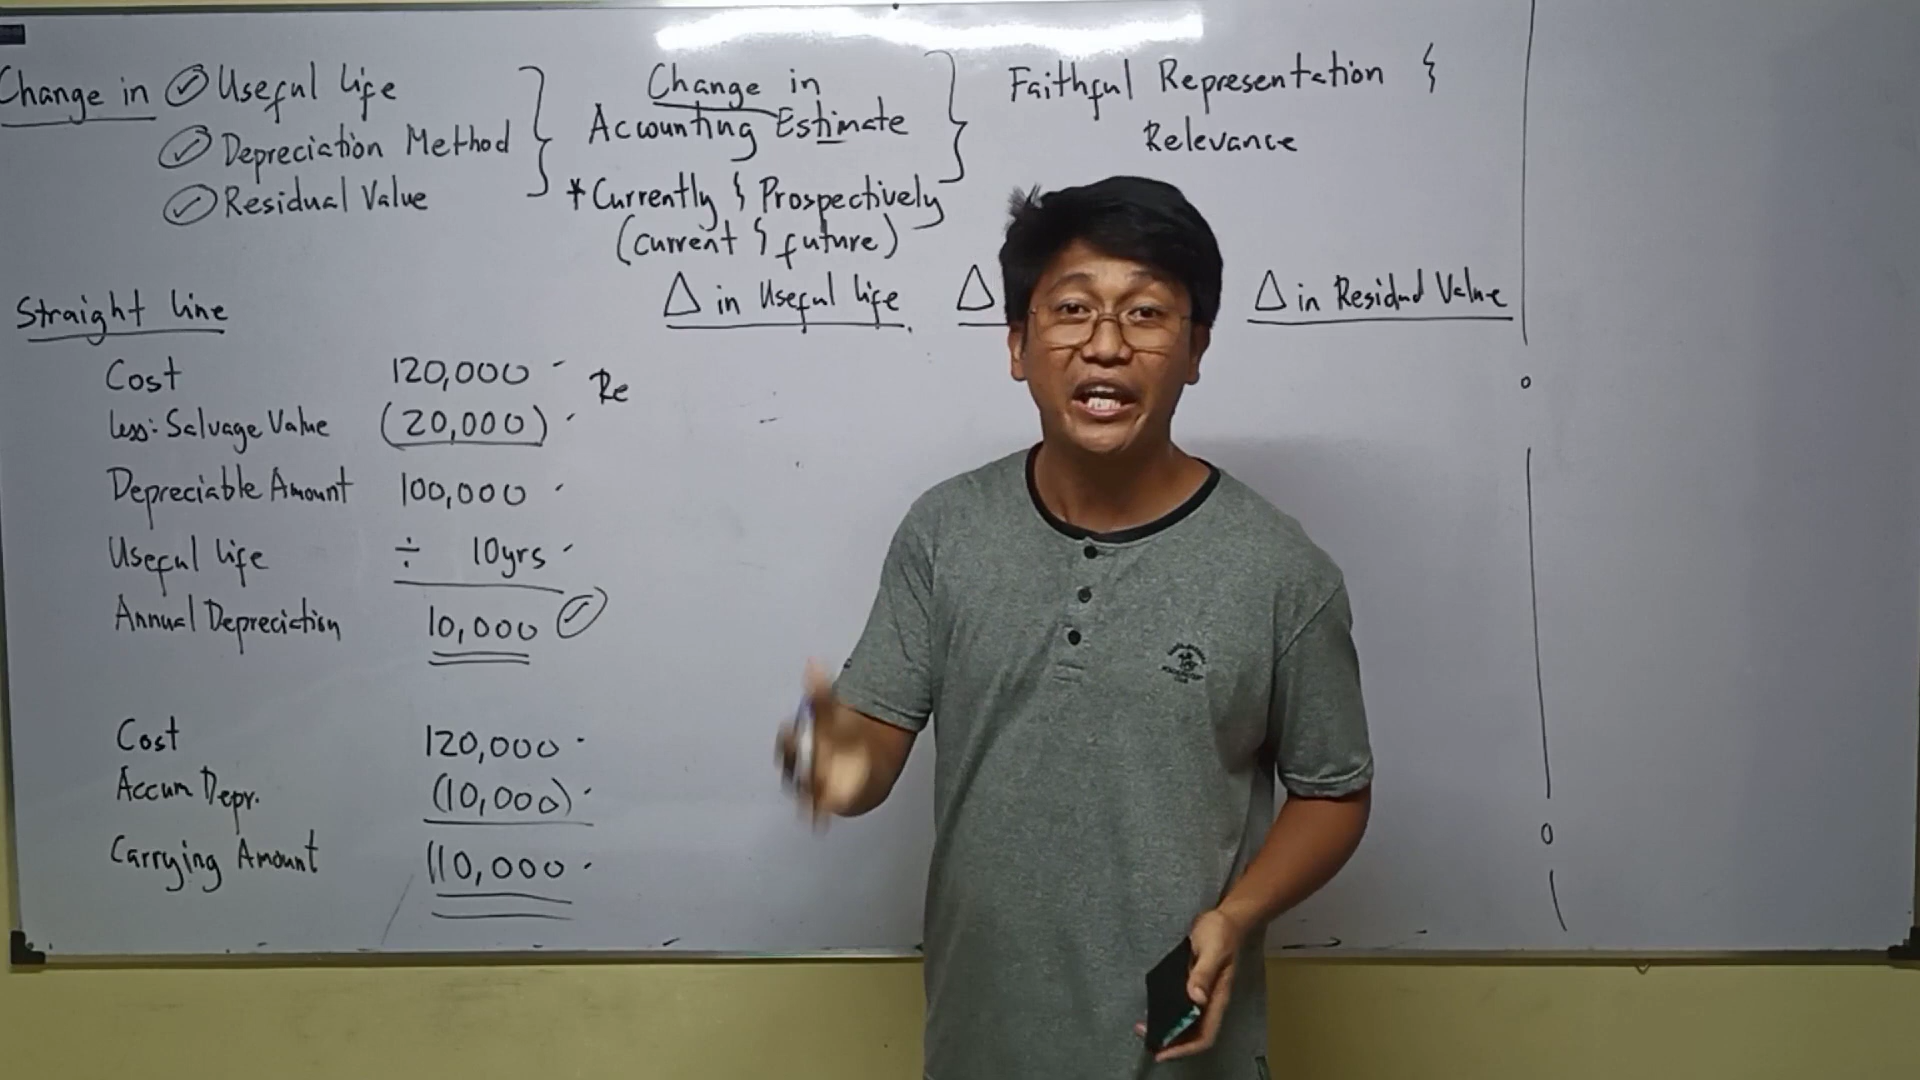 Change in ✓ Useful life
✓ Depreciation Method
✓ Residual Value
Change in
Accounting Estimate
* Currently & Prospectively
(current & future)
Faithful Representation &
Relevance
Straight line
Cost 120,000
less: Salvage Value (20,000)
Depreciable Amount 100,000
Useful life ÷ 10yrs
Annual Depreciation 10,000 ✓
Re
Cost 120,000
Accum Depr. (10,000)
Carrying Amount 110,000
Δ in Useful life
Δ
Δ in Residual Value